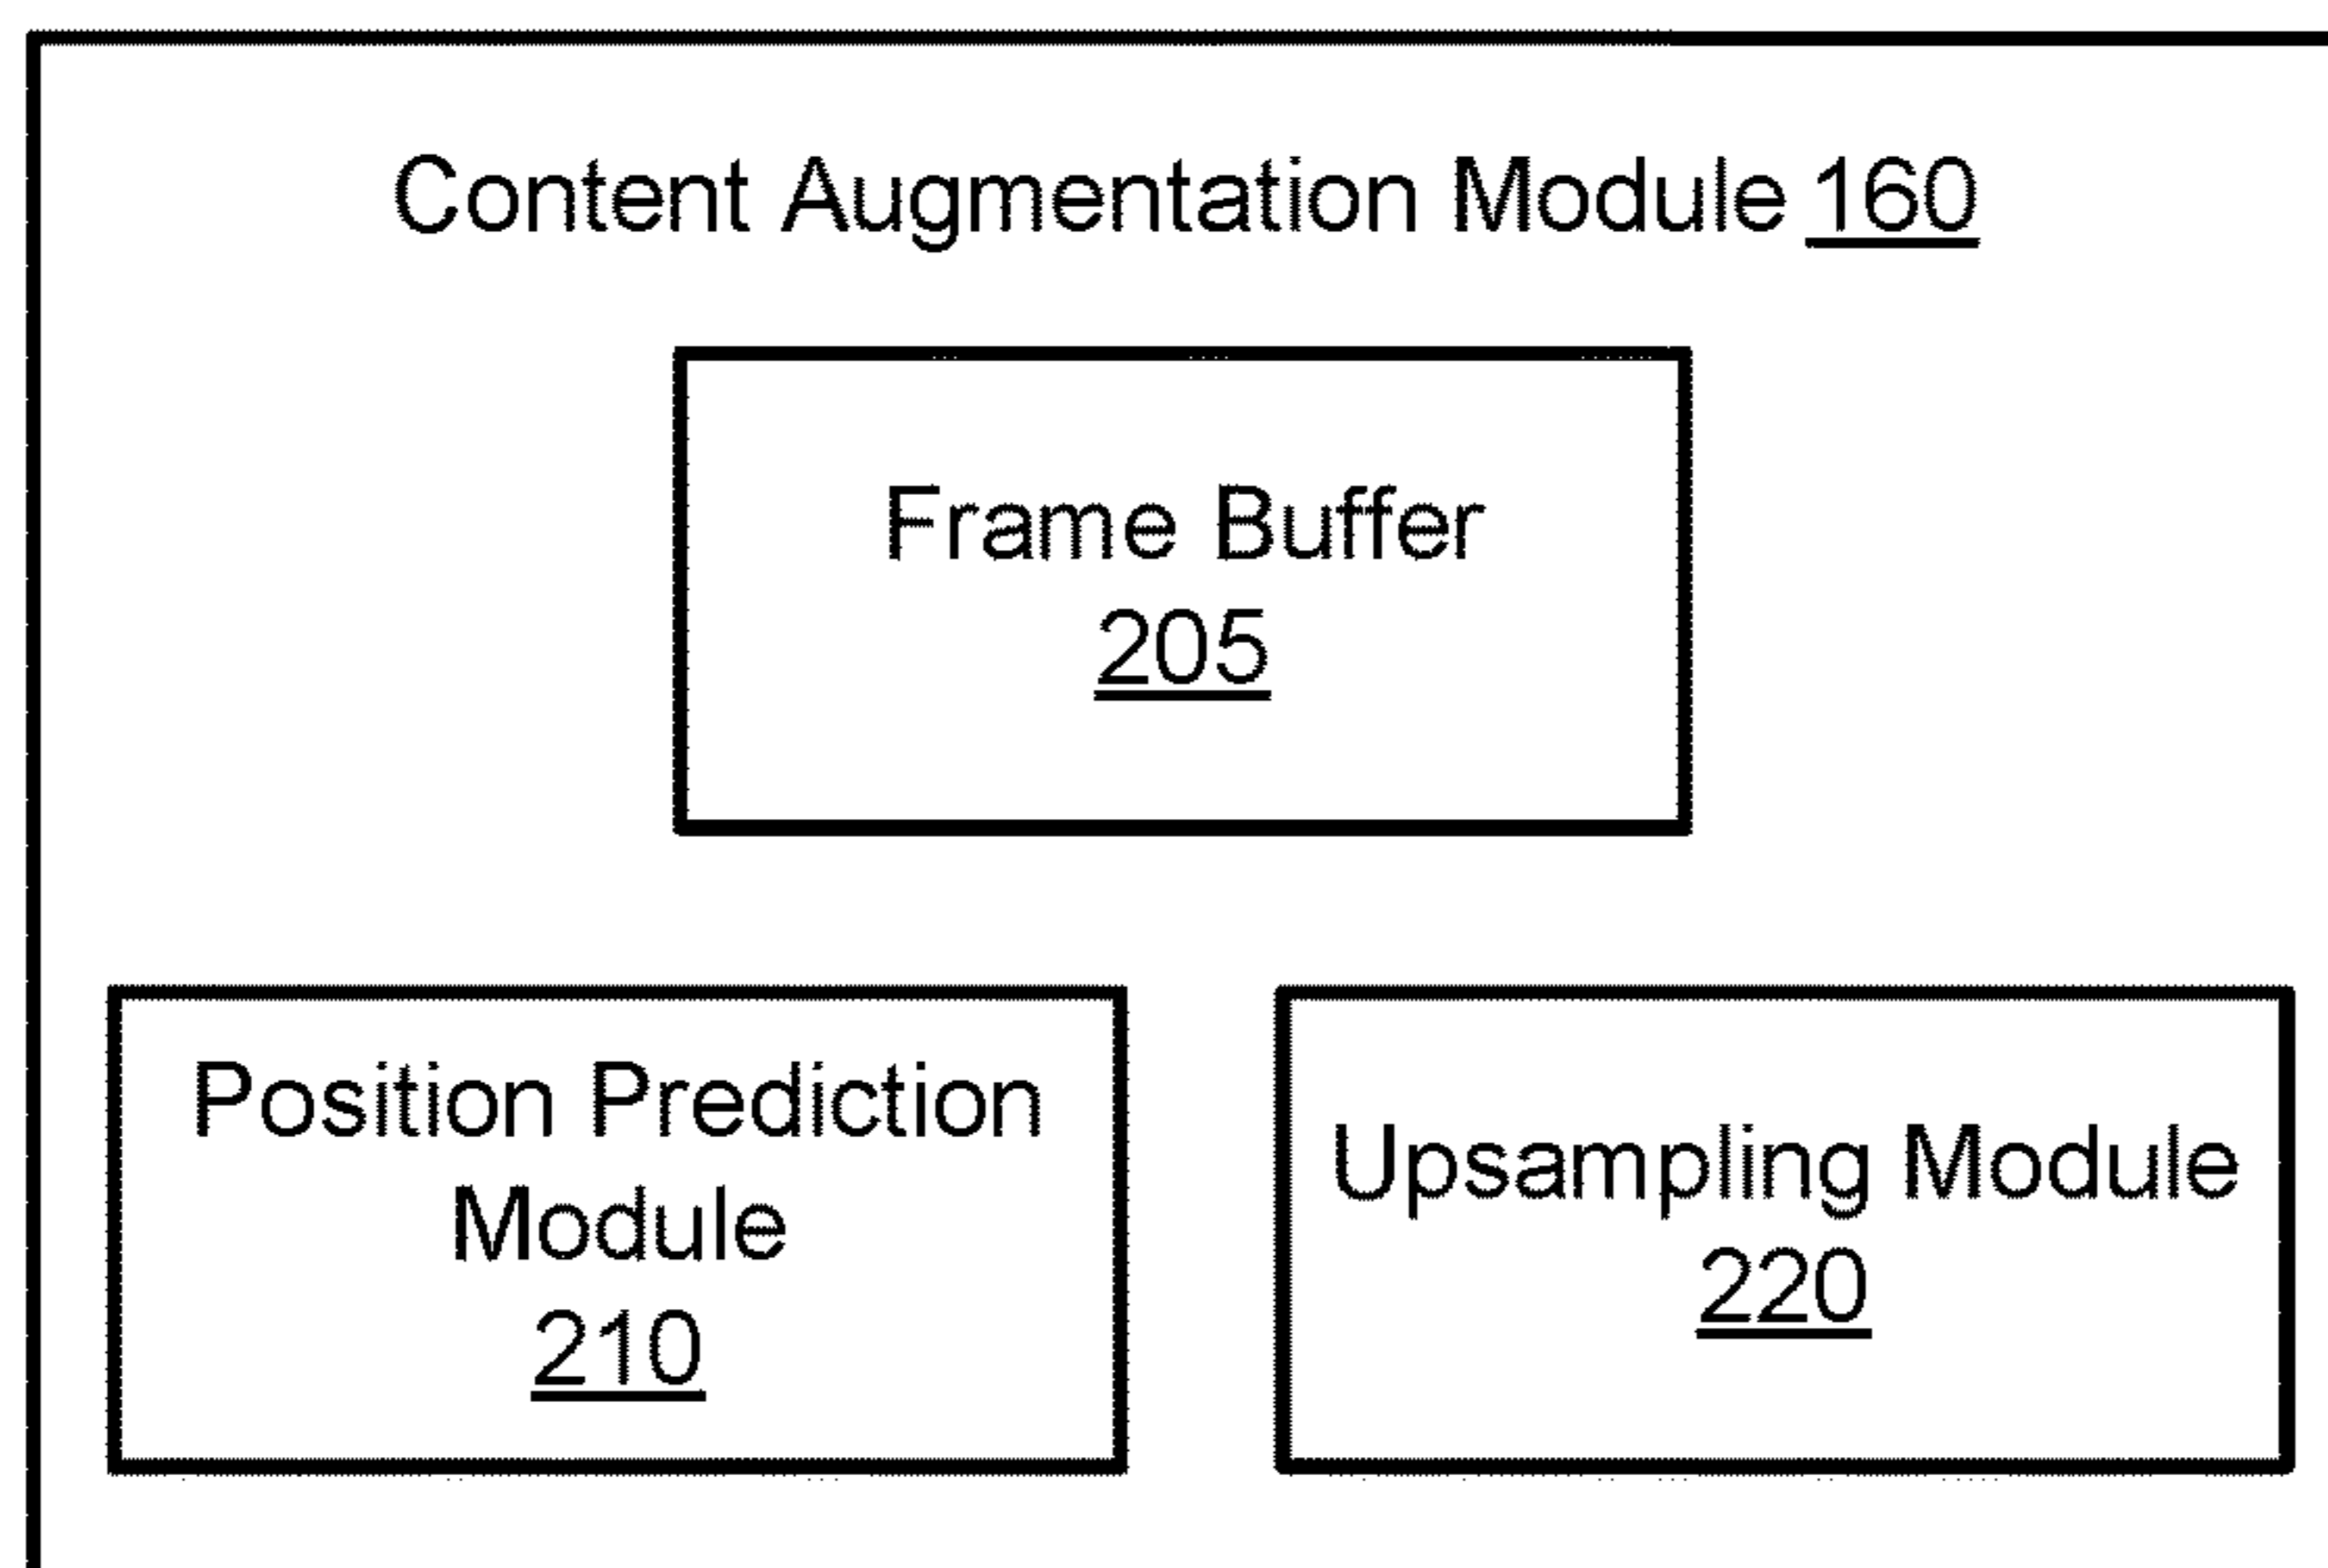 Content Augmentation Module 160
Frame Buffer
205
Position Prediction
Module
210
Upsampling Module
220